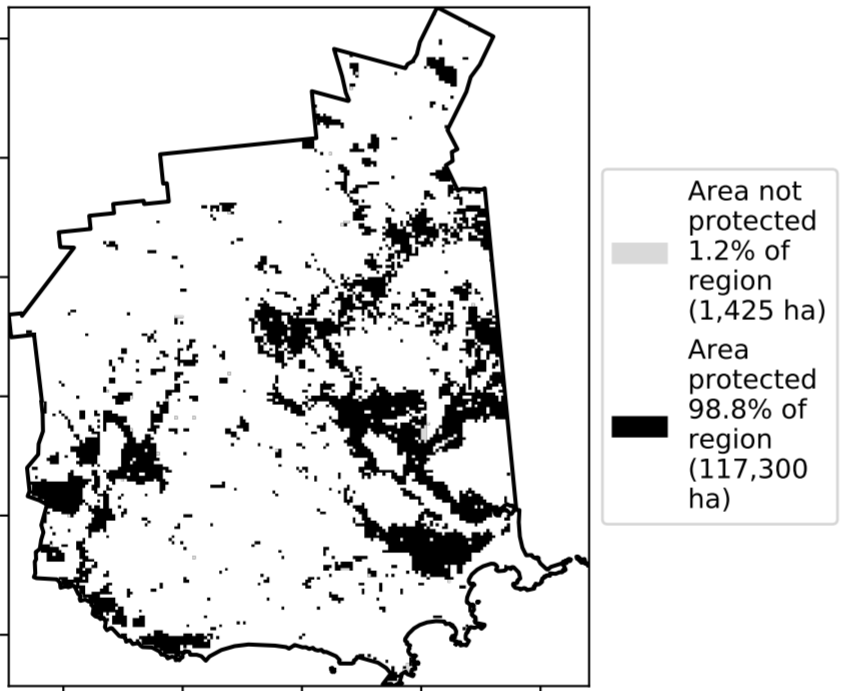 Area not
protected
1.2% of
region
(1,425 ha)
Area
protected
98.8% of
region
(117,300
ha)